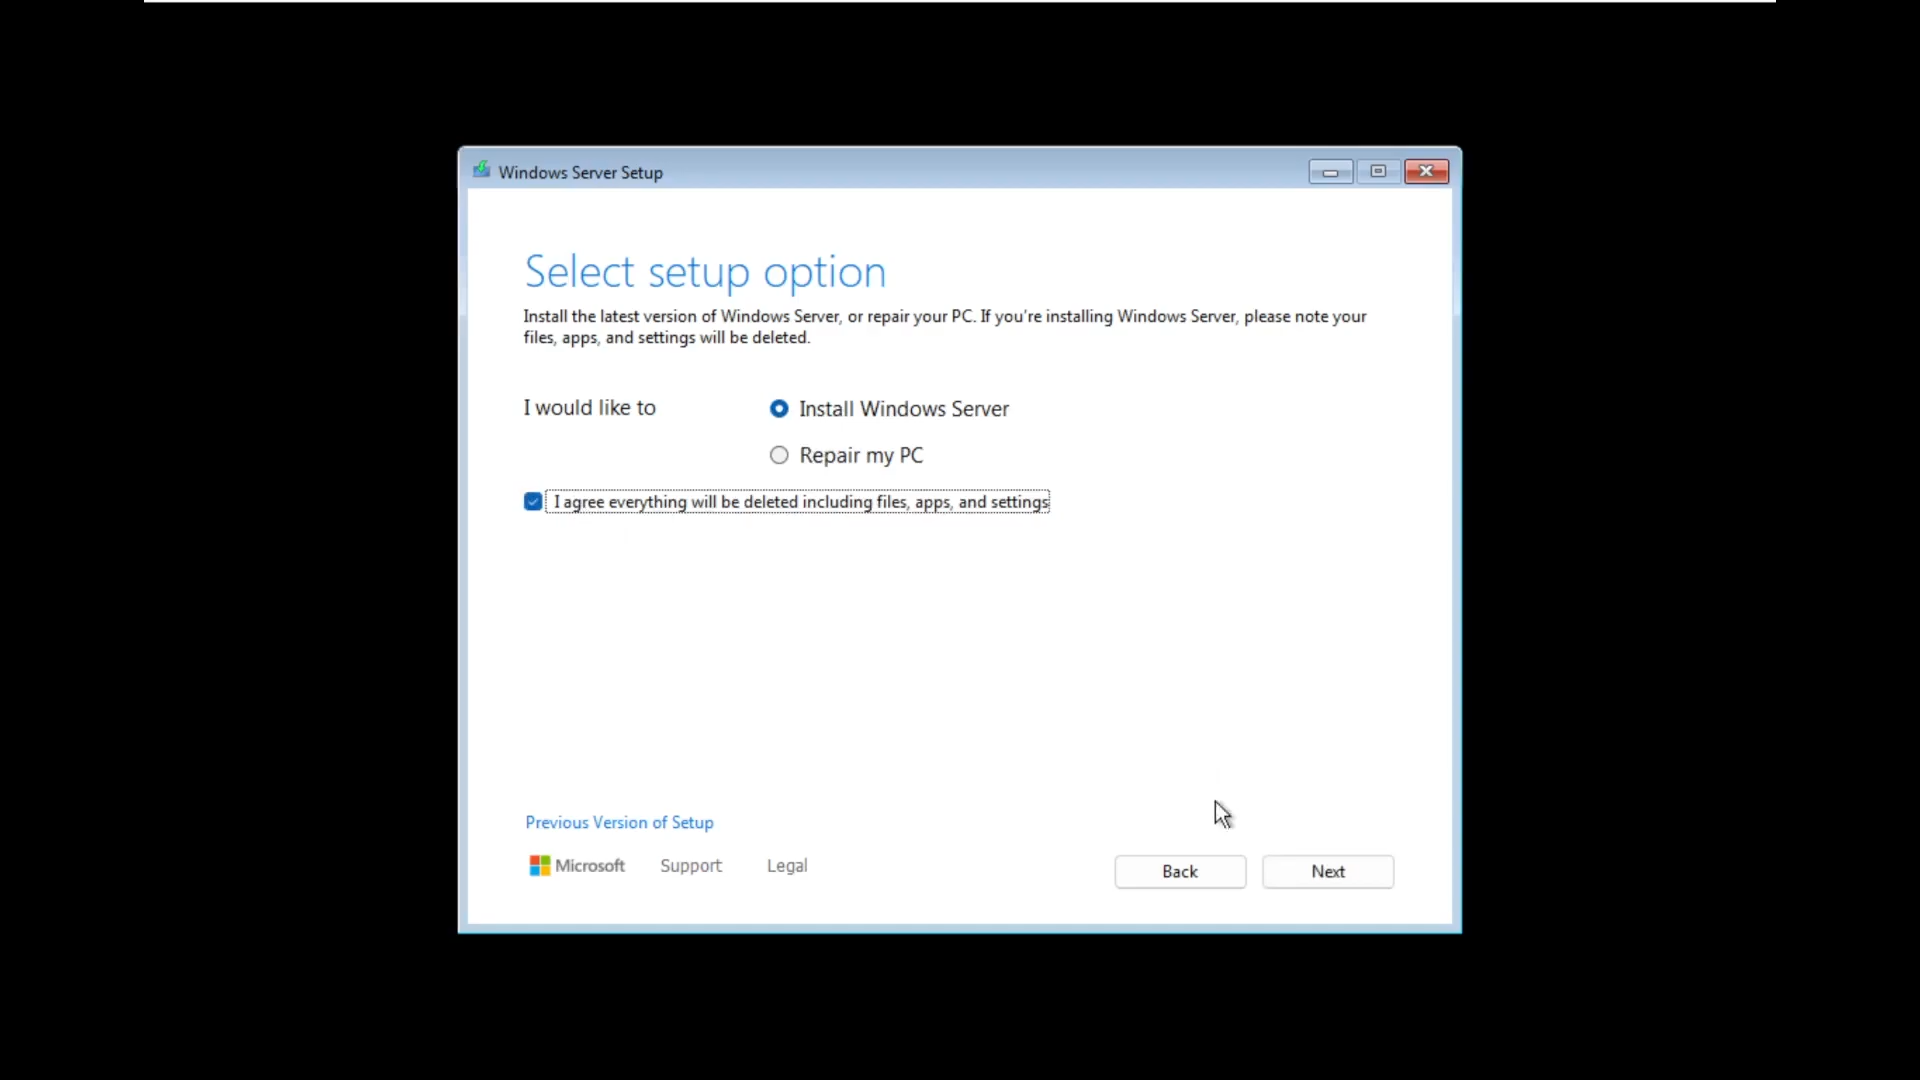 Windows Server Setup
Select setup option
Install the latest version of Windows Server, or repair your PC. If you're installing Windows Server, please note your
files, apps, and settings will be deleted.
I would like to
Install Windows Server
Repair my PC
I agree everything will be deleted including files, apps, and settings
Previous Version of Setup
Microsoft Support Legal
Back Next